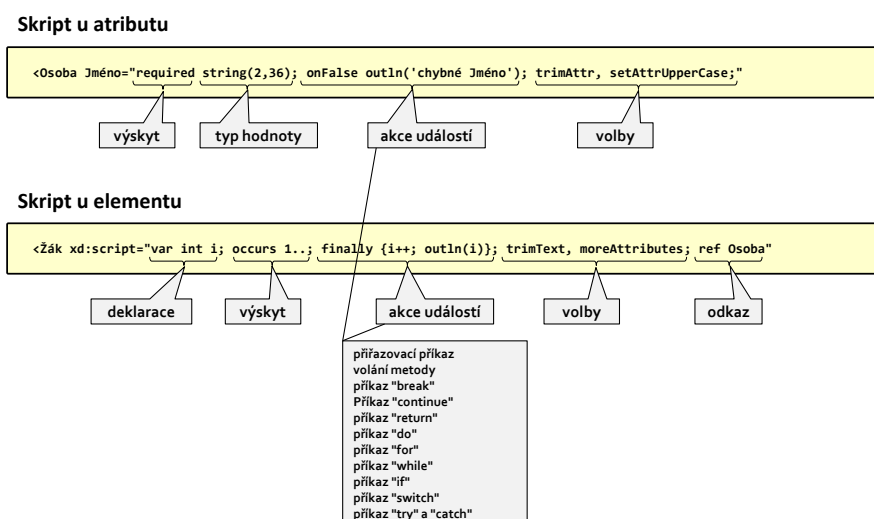 Skript u atributu
<Osoba Jméno="required string(2,36); onFalse outln('chybné Jméno'); trimAttr, setAttrUpperCase;"
výskyt
typ hodnoty
akce událostí
volby
Skript u elementu
<Žák xd:script="var int i; occurs 1..; finally {i++; outln(i)}; trimText, moreAttributes; ref Osoba"
deklarace
výskyt
akce událostí
volby
odkaz
přiřazovací příkaz
volání metody
příkaz "break"
Příkaz "continue"
příkaz "return"
příkaz "do"
příkaz "for"
příkaz "while"
příkaz "if"
příkaz "switch"
příkaz "try" a "catch"